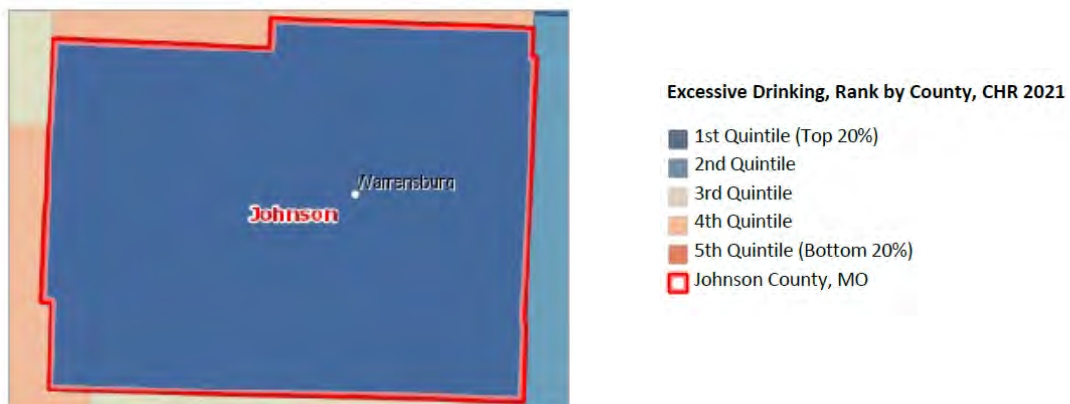 Warrensburg
Johnson
Excessive Drinking, Rank by County, CHR 2021
1st Quintile (Top 20%)
2nd Quintile
3rd Quintile
4th Quintile
5th Quintile (Bottom 20%)
Johnson County, MO